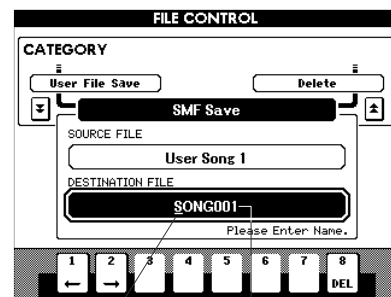 FILE CONTROL
CATEGORY
User File Save Delete
SMF Save
SOURCE FILE
User Song 1
DESTINATION FILE
SONG001
Please Enter Name.
1 2 3 4 5 6 7 8
← → DEL